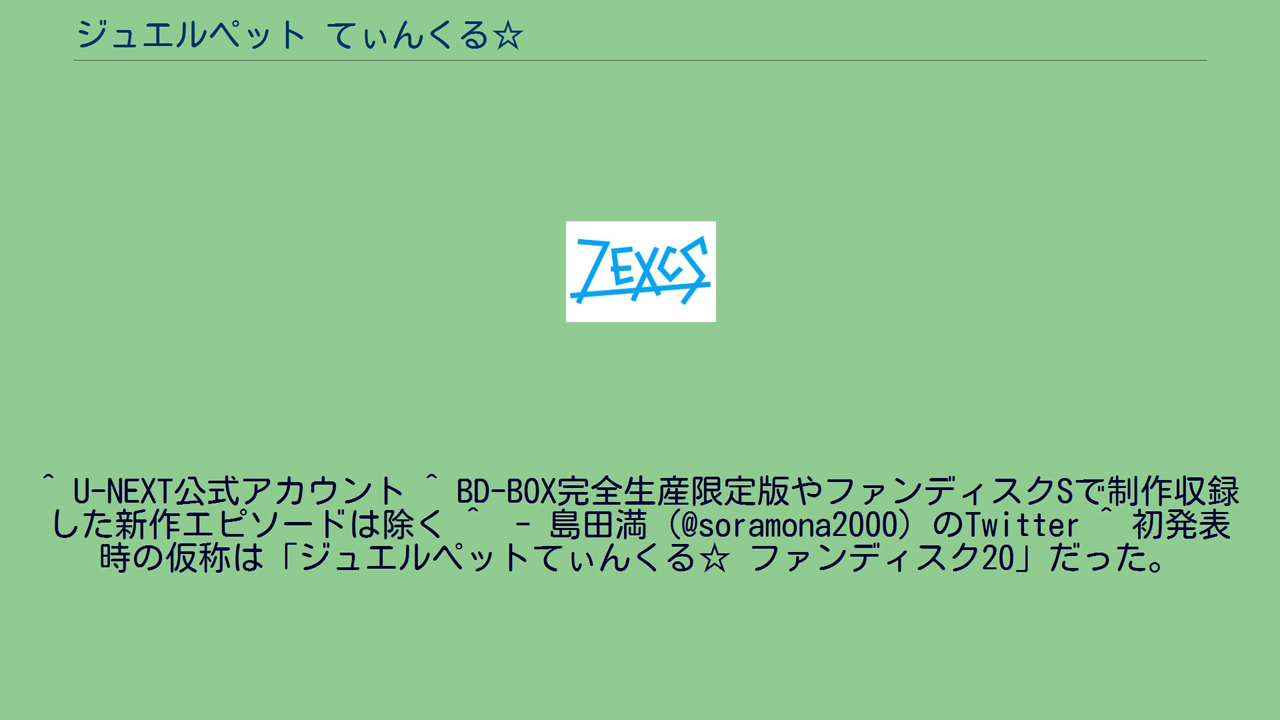 ジュエルペット てぃんくる☆
ZEXCS
^ U-NEXT公式アカウント ^ BD-BOX完全生産限定版やファンディスクSで制作収録
した新作エピソードは除く ^ - 島田満（@soramona2000）のTwitter ^ 初発表
時の仮称は「ジュエルペットてぃんくる☆ ファンディスク20」だった。